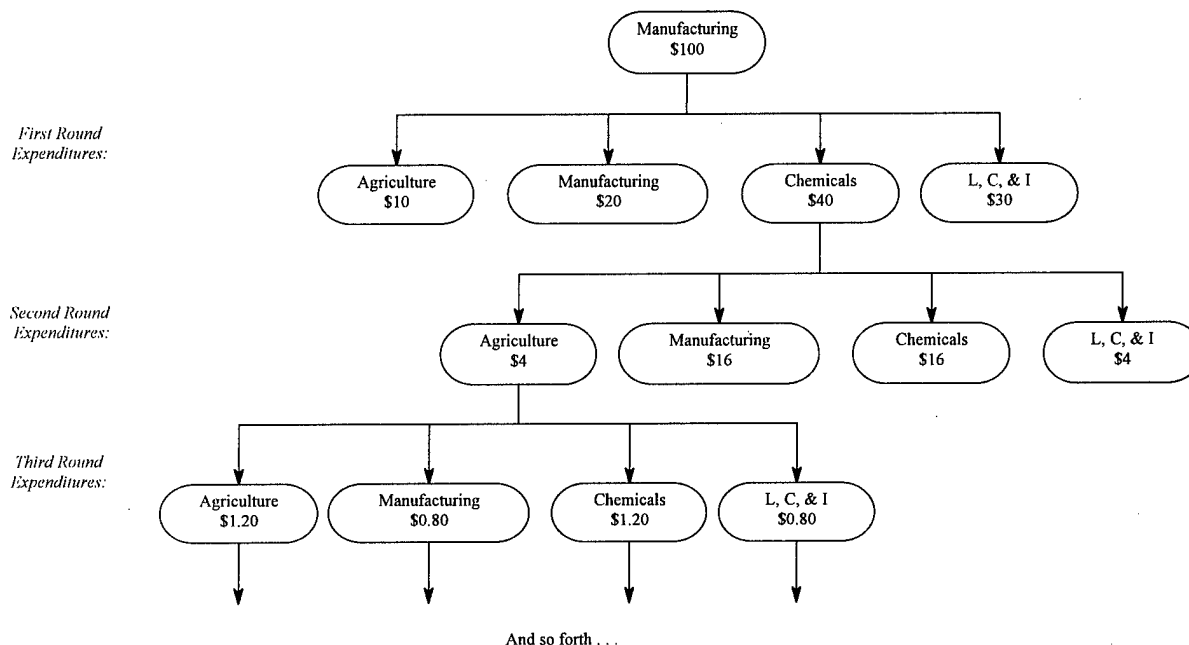 Manufacturing
$100
First Round
Expenditures:
Agriculture
$10
Manufacturing
$20
Chemicals
$40
L, C, & I
$30
Second Round
Expenditures:
Agriculture
$4
Manufacturing
$16
Chemicals
$16
L, C, & I
$4
Third Round
Expenditures:
Agriculture
$1.20
Manufacturing
$0.80
Chemicals
$1.20
L, C, & I
$0.80
And so forth . . .